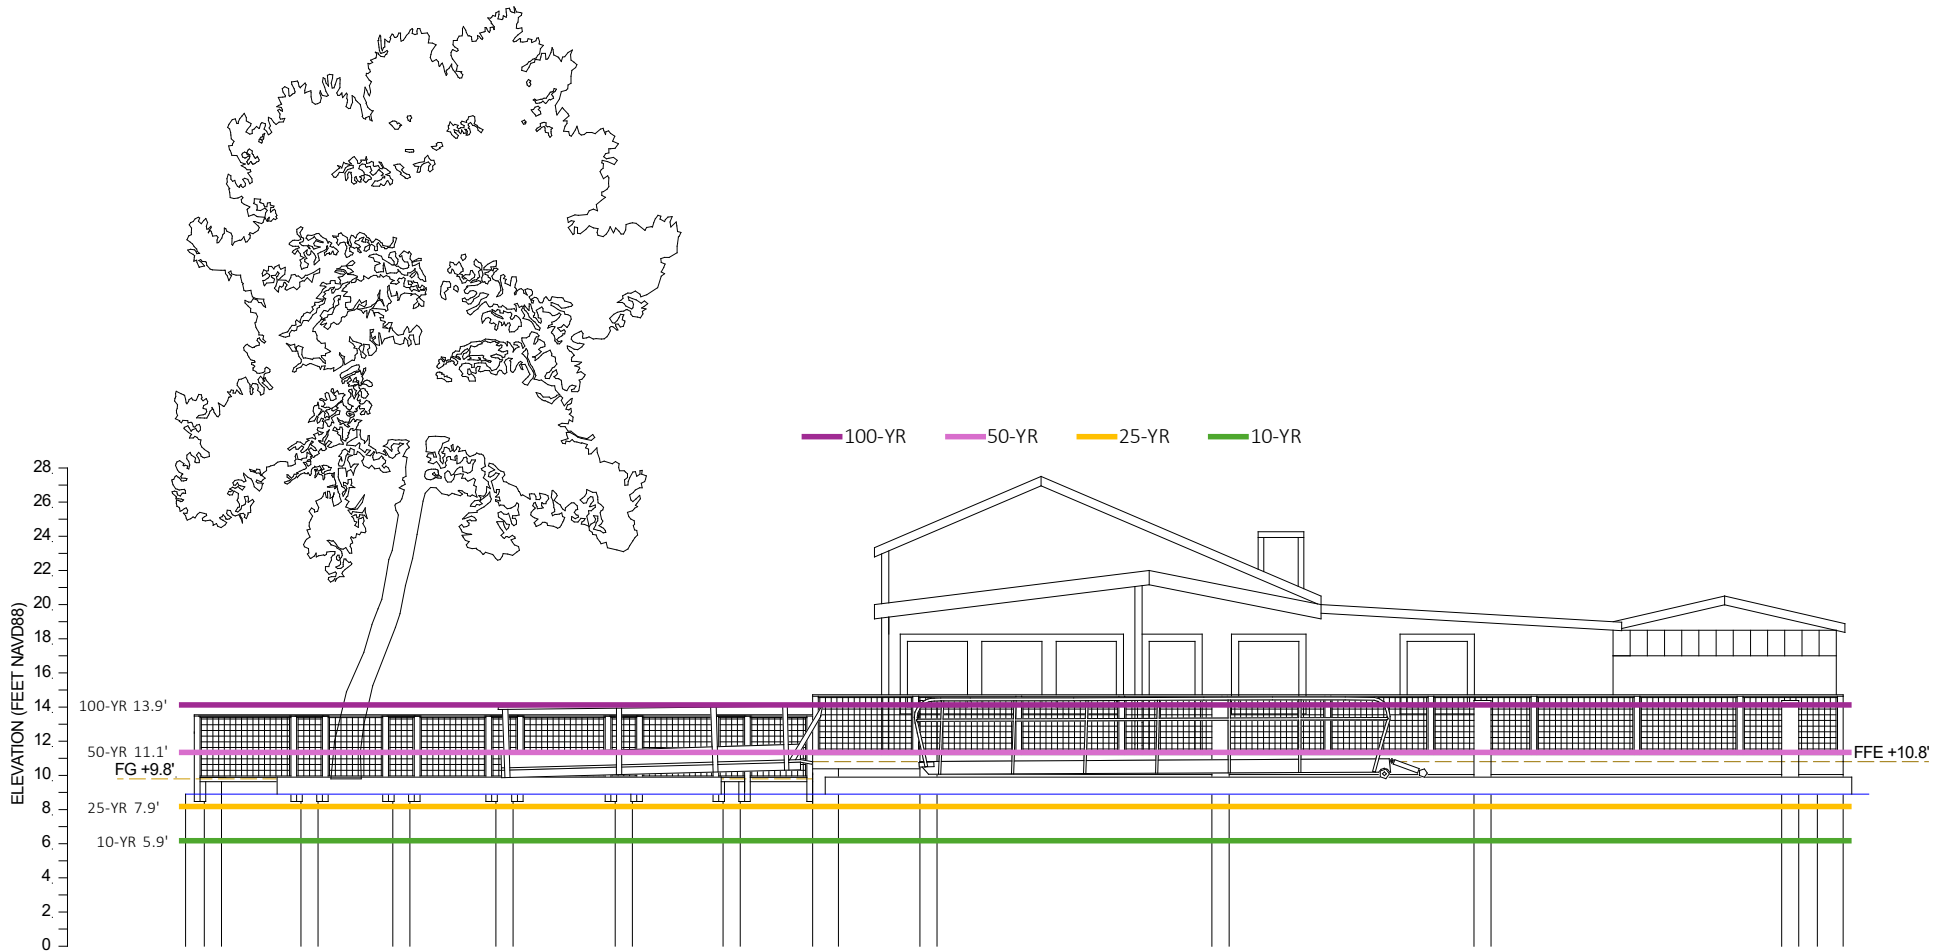 100-YR 50-YR 25-YR 10-YR
ELEVATION (FEET NAVD88)
28
26
24
22
20
18
16
14
12
10
8
6
4
2
0
100-YR 13.9'
50-YR 11.1'
FG +9.8'
25-YR 7.9'
10-YR 5.9'
FFE +10.8'